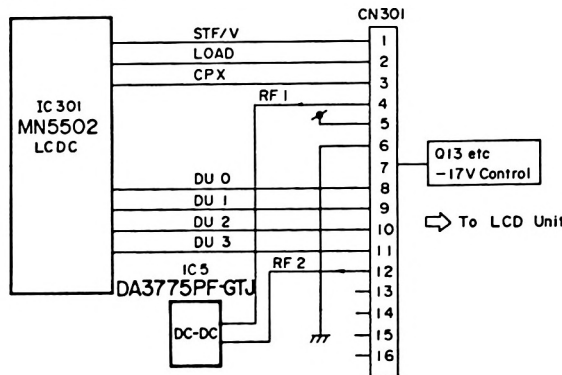 CN301
STF/V
1
LOAD
2
CPX
3
RF 1
4
5
6
7
IC 301
MN5502
LCDC
Q13 etc
-17V Control
DU 0
8
DU 1
9
DU 2
10
DU 3
11
To LCD Unit
RF 2
12
IC 5
DA3775PF-GTJ
DC-DC
13
14
15
16